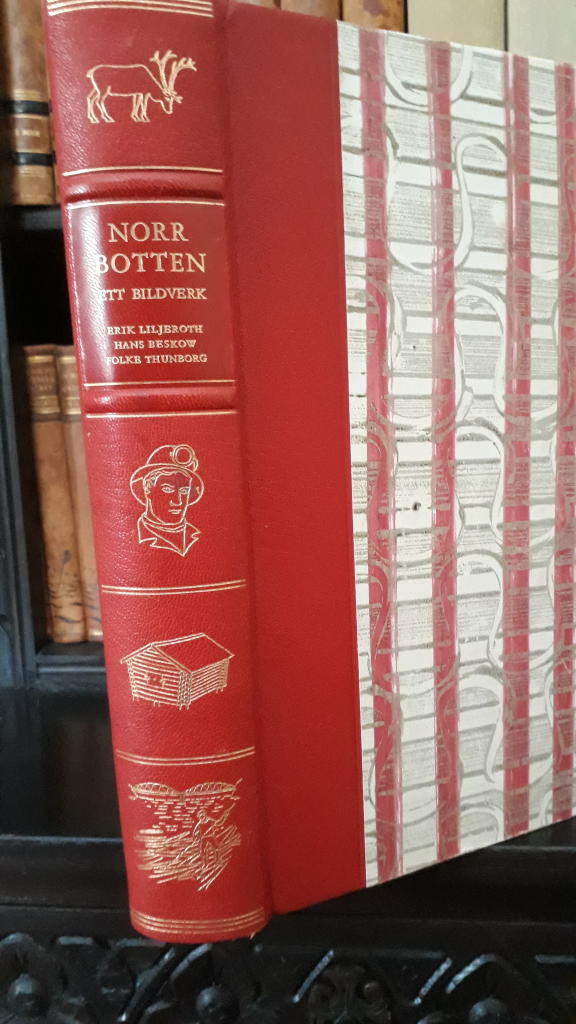 NORR
BOTTEN
ETT BILDVERK
ERIK LILJEROTH
HANS BESKOW
FOLKE THUNBORG